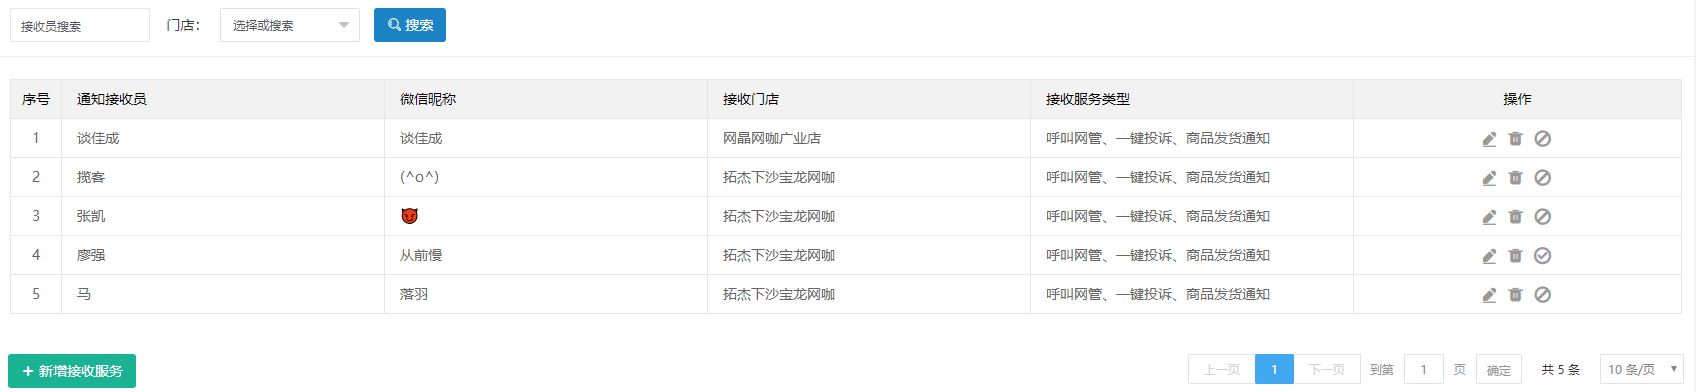 接收员搜索 门店: 选择或搜索 搜索
序号 通知接收员 微信昵称 接收门店 接收服务类型 操作
1 谈佳成 谈佳成 网晶网咖广业店 呼叫网管、一键投诉、商品发货通知
2 揽客 (^o^) 拓杰下沙宝龙网咖 呼叫网管、一键投诉、商品发货通知
3 张凯 😈 拓杰下沙宝龙网咖 呼叫网管、一键投诉、商品发货通知
4 廖强 从前慢 拓杰下沙宝龙网咖 呼叫网管、一键投诉、商品发货通知
5 马 落羽 拓杰下沙宝龙网咖 呼叫网管、一键投诉、商品发货通知
+ 新增接收服务 上一页 1 下一页 到第 1 页 确定 共 5 条 10 条/页